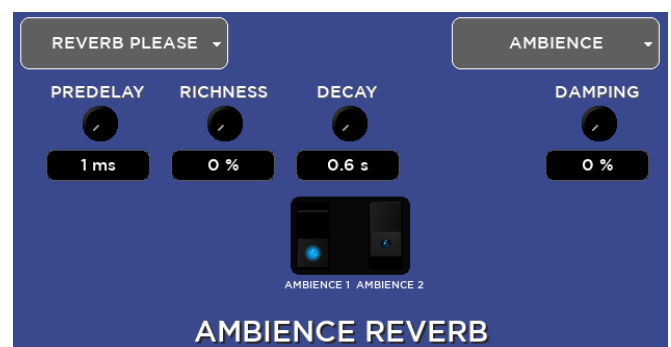 REVERB PLEASE AMBIENCE
PREDELAY RICHNESS DECAY DAMPING
1 ms 0 % 0.6 s 0 %
AMBIENCE 1 AMBIENCE 2
AMBIENCE REVERB